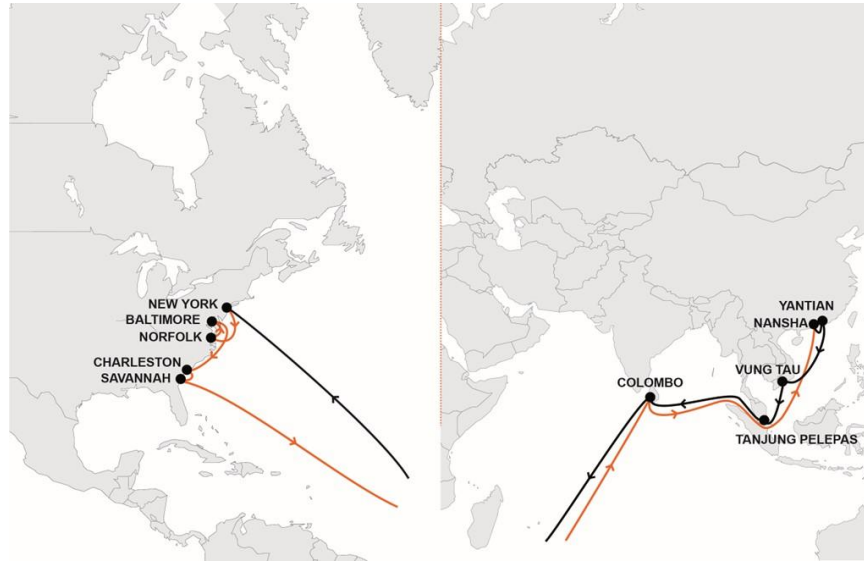 NEW YORK
BALTIMORE
NORFOLK
CHARLESTON
SAVANNAH
YANTIAN
NANSHA
VUNG TAU
COLOMBO
TANJUNG PELEPAS